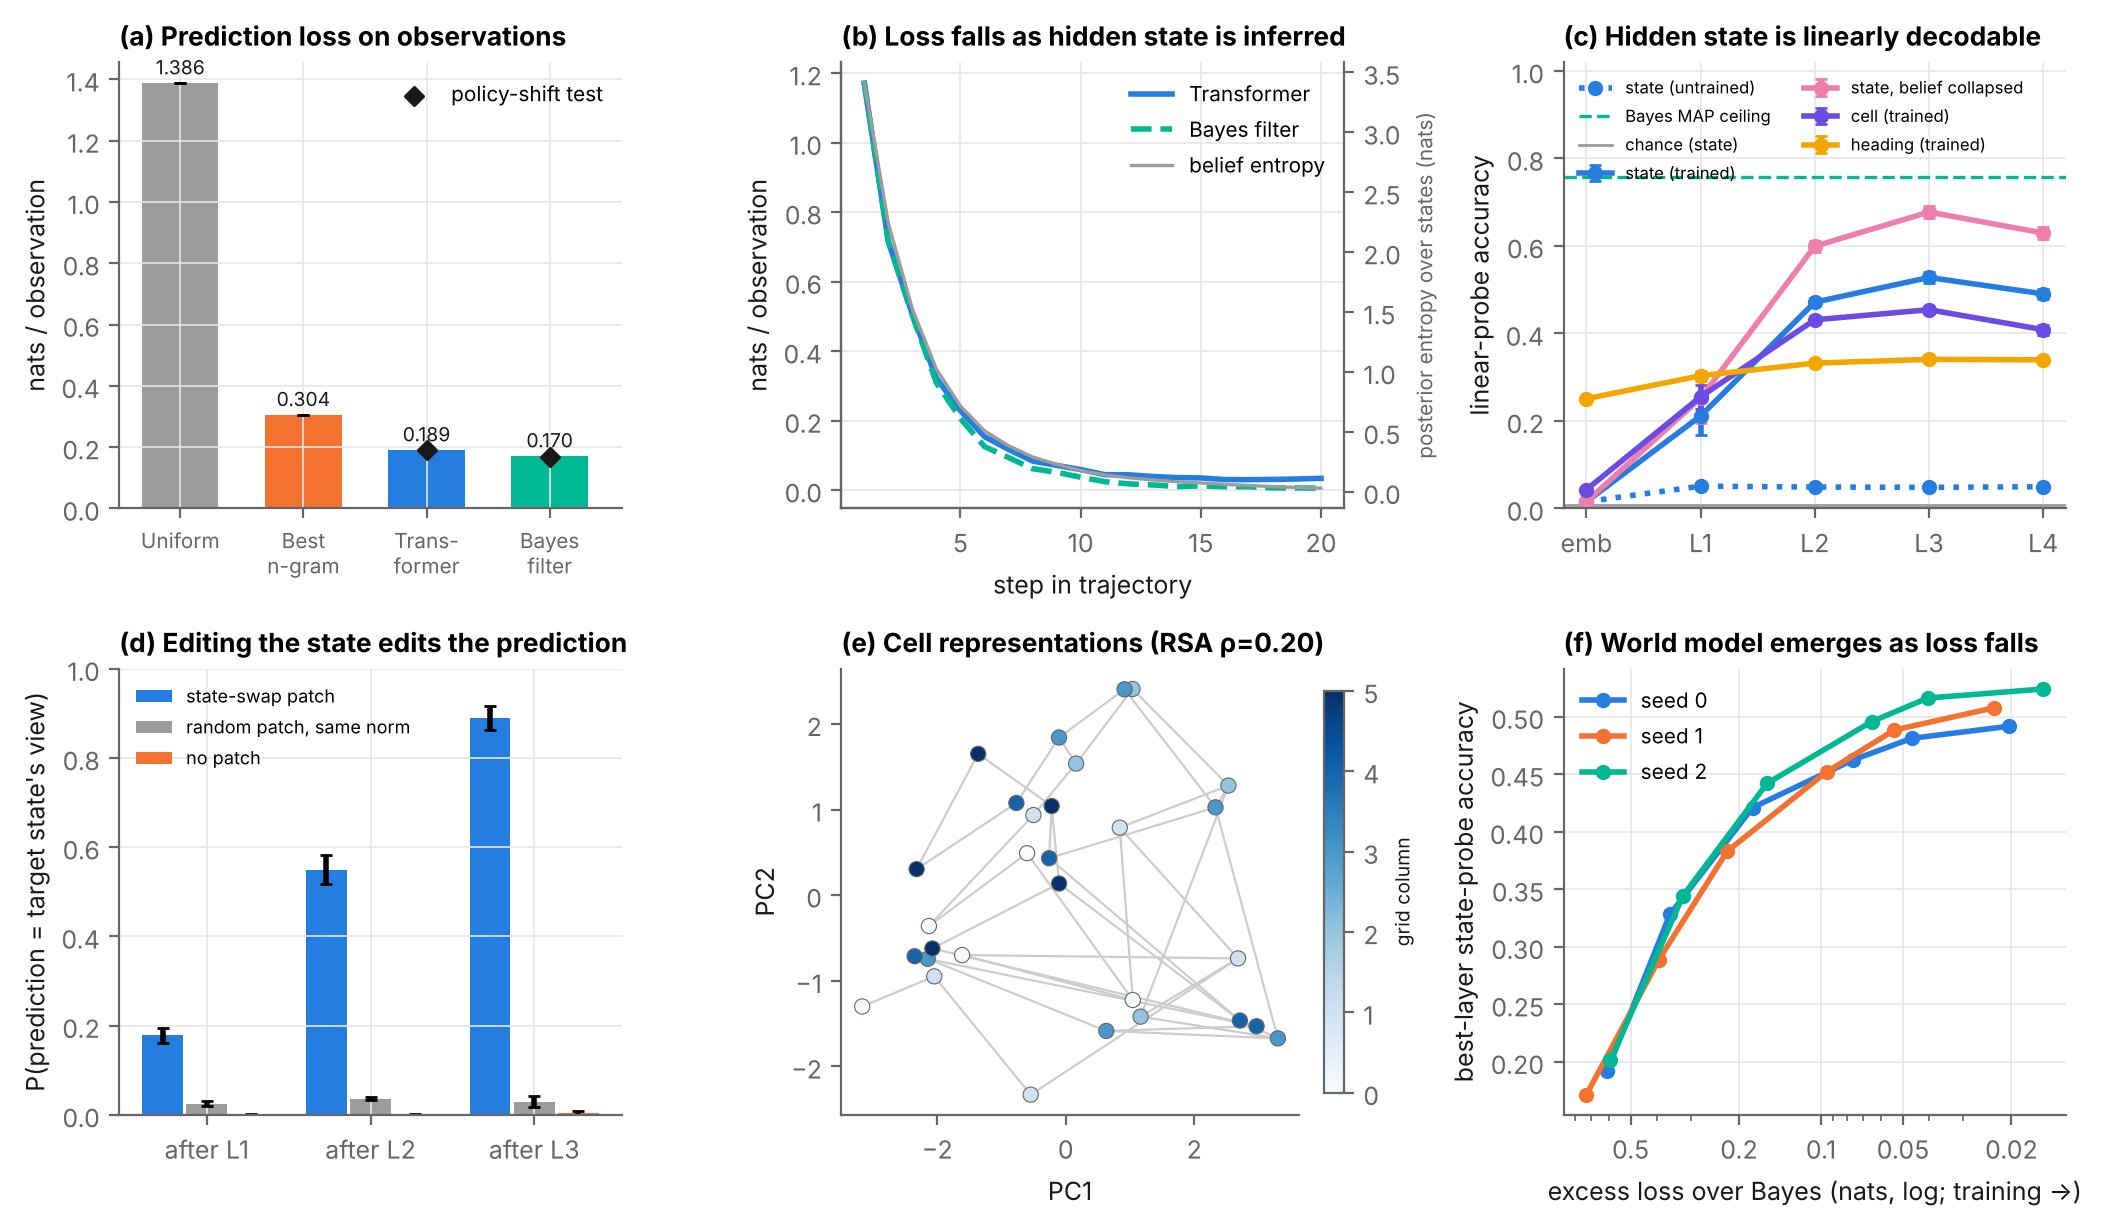 (a) Prediction loss on observations
nats / observation
1.4
1.2
1.0
0.8
0.6
0.4
0.2
0.0
1.386
0.304
0.189
0.170
policy-shift test
Uniform
Best
n-gram
Trans-
former
Bayes
filter
(b) Loss falls as hidden state is inferred
nats / observation
1.2
1.0
0.8
0.6
0.4
0.2
0.0
Transformer
Bayes filter
belief entropy
3.5
3.0
2.5
2.0
1.5
1.0
0.5
0.0
posterior entropy over states (nats)
5
10
15
20
step in trajectory
(c) Hidden state is linearly decodable
linear-probe accuracy
1.0
0.8
0.6
0.4
0.2
0.0
state (untrained)
Bayes MAP ceiling
chance (state)
state (trained)
state, belief collapsed
cell (trained)
heading (trained)
emb
L1
L2
L3
L4
(d) Editing the state edits the prediction
P(prediction = target state's view)
1.0
0.8
0.6
0.4
0.2
0.0
state-swap patch
random patch, same norm
no patch
after L1
after L2
after L3
(e) Cell representations (RSA ρ=0.20)
PC2
2
1
0
−1
−2
−2
0
2
PC1
5
4
3
2
1
0
grid column
(f) World model emerges as loss falls
best-layer state-probe accuracy
0.50
0.45
0.40
0.35
0.30
0.25
0.20
seed 0
seed 1
seed 2
0.5
0.2
0.1
0.05
0.02
excess loss over Bayes (nats, log; training →)